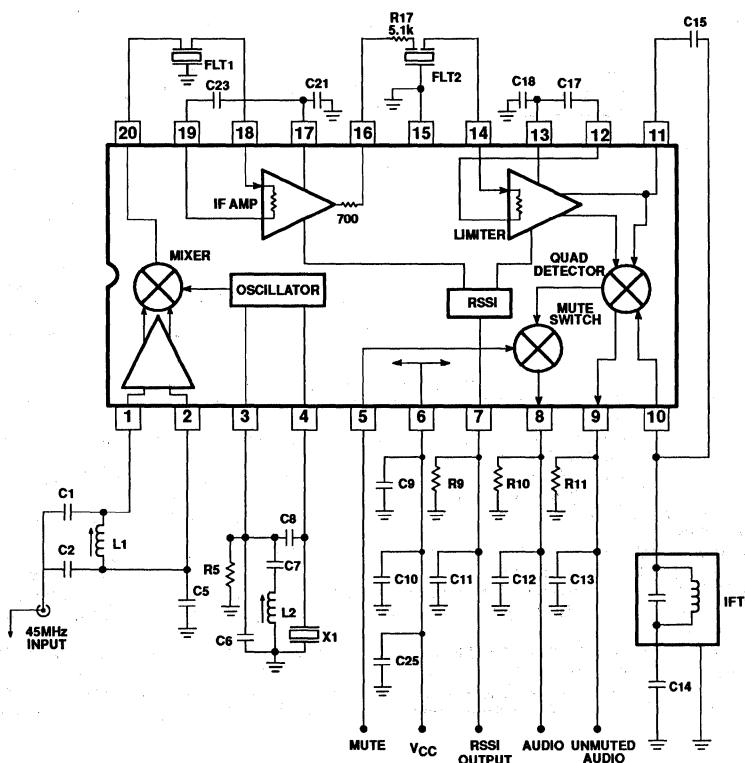 R17
5.1k
C15
FLT1
FLT2
C23
C21
C18
C17
20
19
18
17
16
15
14
13
12
11
IF AMP
700
LIMITER
MIXER
OSCILLATOR
RSSI
QUAD
DETECTOR
MUTE
SWITCH
1
2
3
4
5
6
7
8
9
10
C1
C2
L1
C5
45MHz
INPUT
R5
C8
C7
L2
C6
X1
C9
R9
R10
R11
C10
C11
C12
C13
C25
IFT
C14
MUTE
VCC
RSSI
OUTPUT
AUDIO
UNMUTED
AUDIO